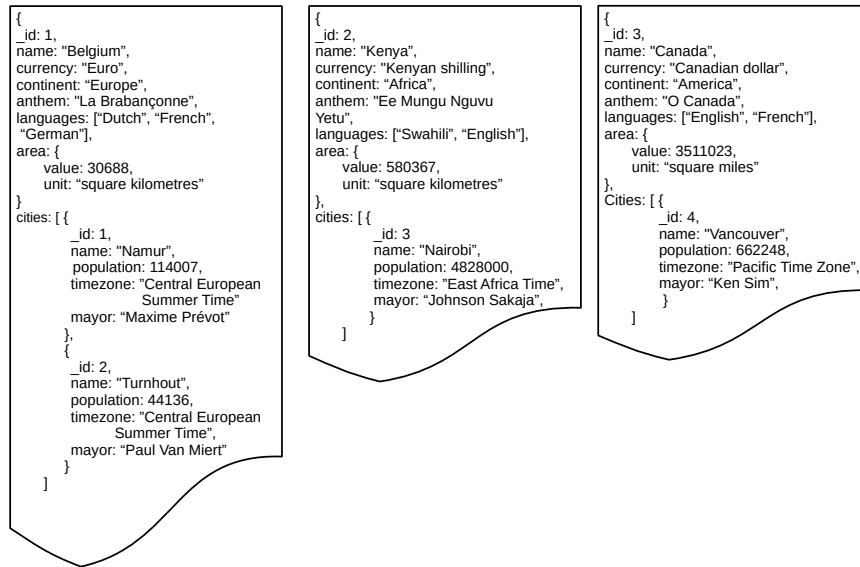 {
_id: 1,
name: "Belgium",
currency: "Euro",
continent: “Europe”,
anthem: "La Brabançonne",
languages: [“Dutch”, “French”,
“German”],
area: {
value: 30688,
unit: “square kilometres”
}
cities: [ {
_id: 1,
name: "Namur”,
population: 114007,
timezone: ”Central European
Summer Time”
mayor: “Maxime Prévot”
},
{
_id: 2,
name: "Turnhout”,
population: 44136,
timezone: ”Central European
Summer Time”,
mayor: “Paul Van Miert”
}
]
{
_id: 2,
name: "Kenya”,
currency: "Kenyan shilling”,
continent: “Africa”,
anthem: "Ee Mungu Nguvu
Yetu”,
languages: [“Swahili”, “English”],
area: {
value: 580367,
unit: “square kilometres”
},
cities: [ {
_id: 3
name: "Nairobi”,
population: 4828000,
timezone: ”East Africa Time”,
mayor: “Johnson Sakaja”,
}
]
{
_id: 3,
name: "Canada”,
currency: "Canadian dollar”,
continent: “America”,
anthem: "O Canada”,
languages: [“English”, “French”],
area: {
value: 3511023,
unit: “square miles”
},
Cities: [ {
_id: 4,
name: "Vancouver”,
population: 662248,
timezone: ”Pacific Time Zone”,
mayor: “Ken Sim”,
}
]